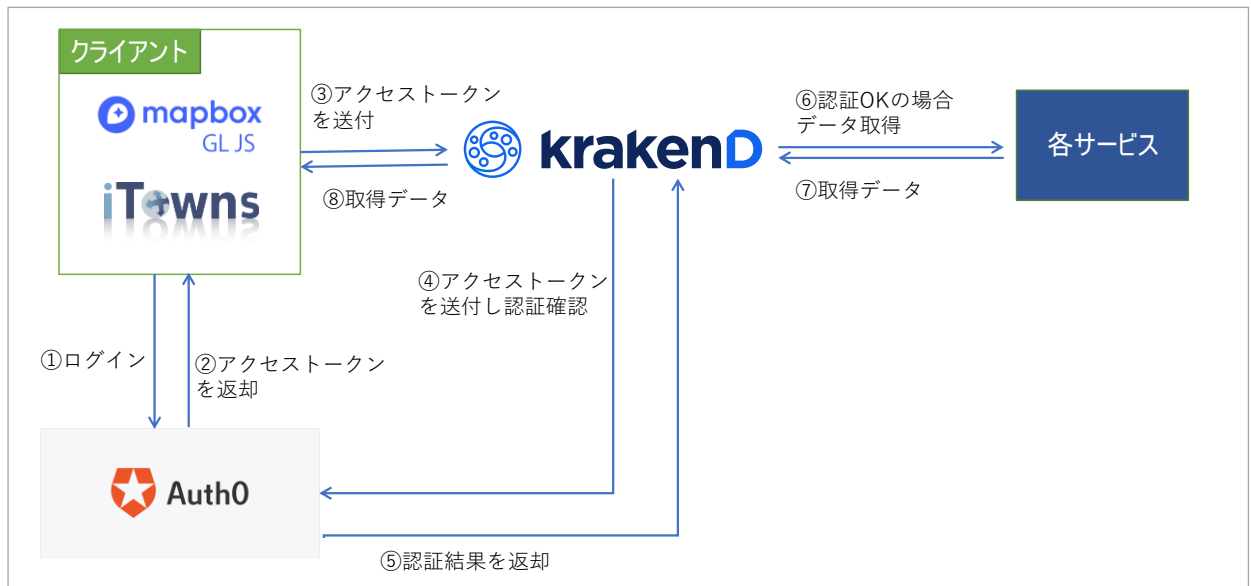 クライアント
mapbox
GL JS
iTowns
③アクセストークン
を送付
⑧取得データ
krakenD
⑥認証OKの場合
データ取得
⑦取得データ
各サービス
④アクセストークン
を送付し認証確認
①ログイン
②アクセストークン
を返却
Auth0
⑤認証結果を返却